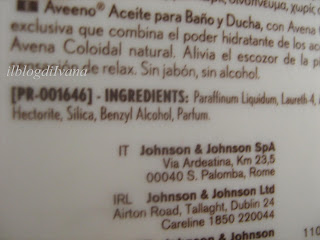 Aveeno® Aceite para Baño y Ducha, con Avena
exclusiva que combina el poder hidratante de los ac
Avena Coloidal natural. Alivia el escozor de la p
de relax. Sin jabón, sin alcohol.
ilblogdiIvana
[PR-001646] - INGREDIENTS: Paraffinum Liquidum, Laureth 4,
Hectorite, Silica, Benzyl Alcohol, Parfum.
IT Johnson & Johnson SpA
Via Ardeatina, Km 23,5
00040 S. Palomba, Rome
IRL Johnson & Johnson Ltd
Airton Road, Tallaght, Dublin 24
Careline 1850 220044
110